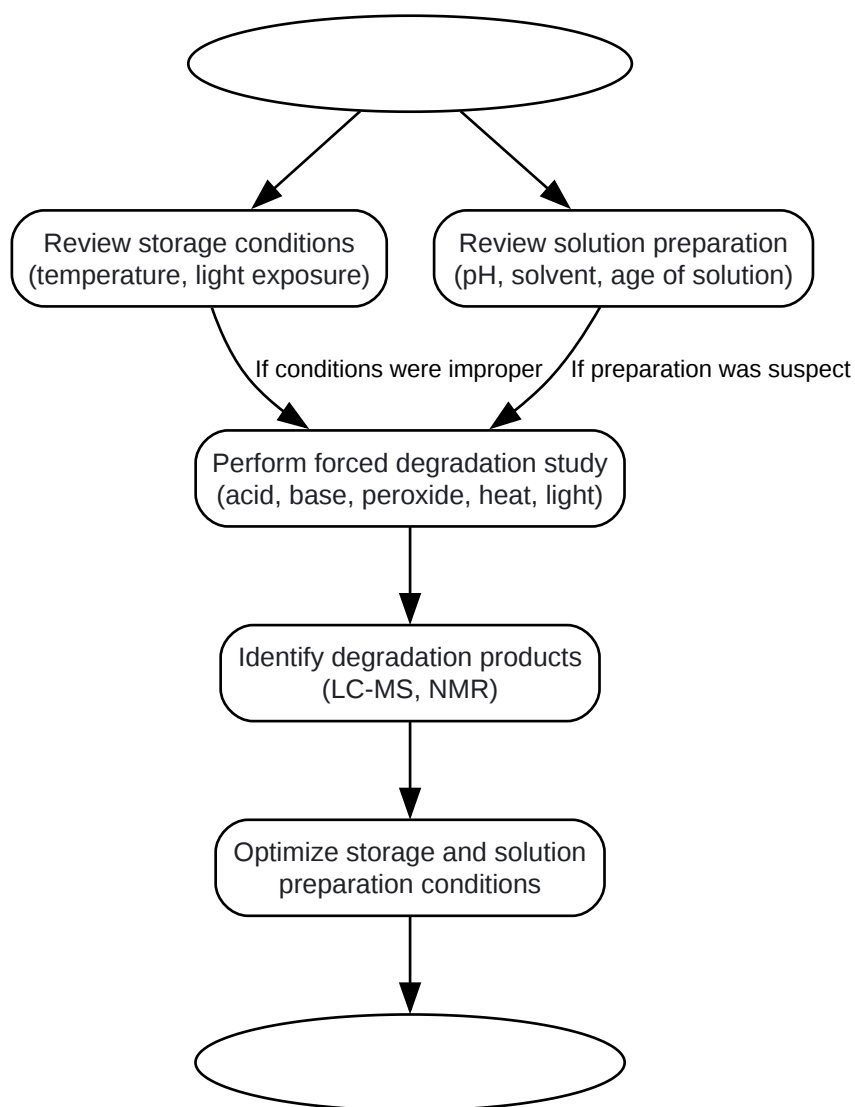 Review storage conditions
(temperature, light exposure)
Review solution preparation
(pH, solvent, age of solution)
If conditions were improper
If preparation was suspect
Perform forced degradation study
(acid, base, peroxide, heat, light)
Identify degradation products
(LC-MS, NMR)
Optimize storage and solution
preparation conditions